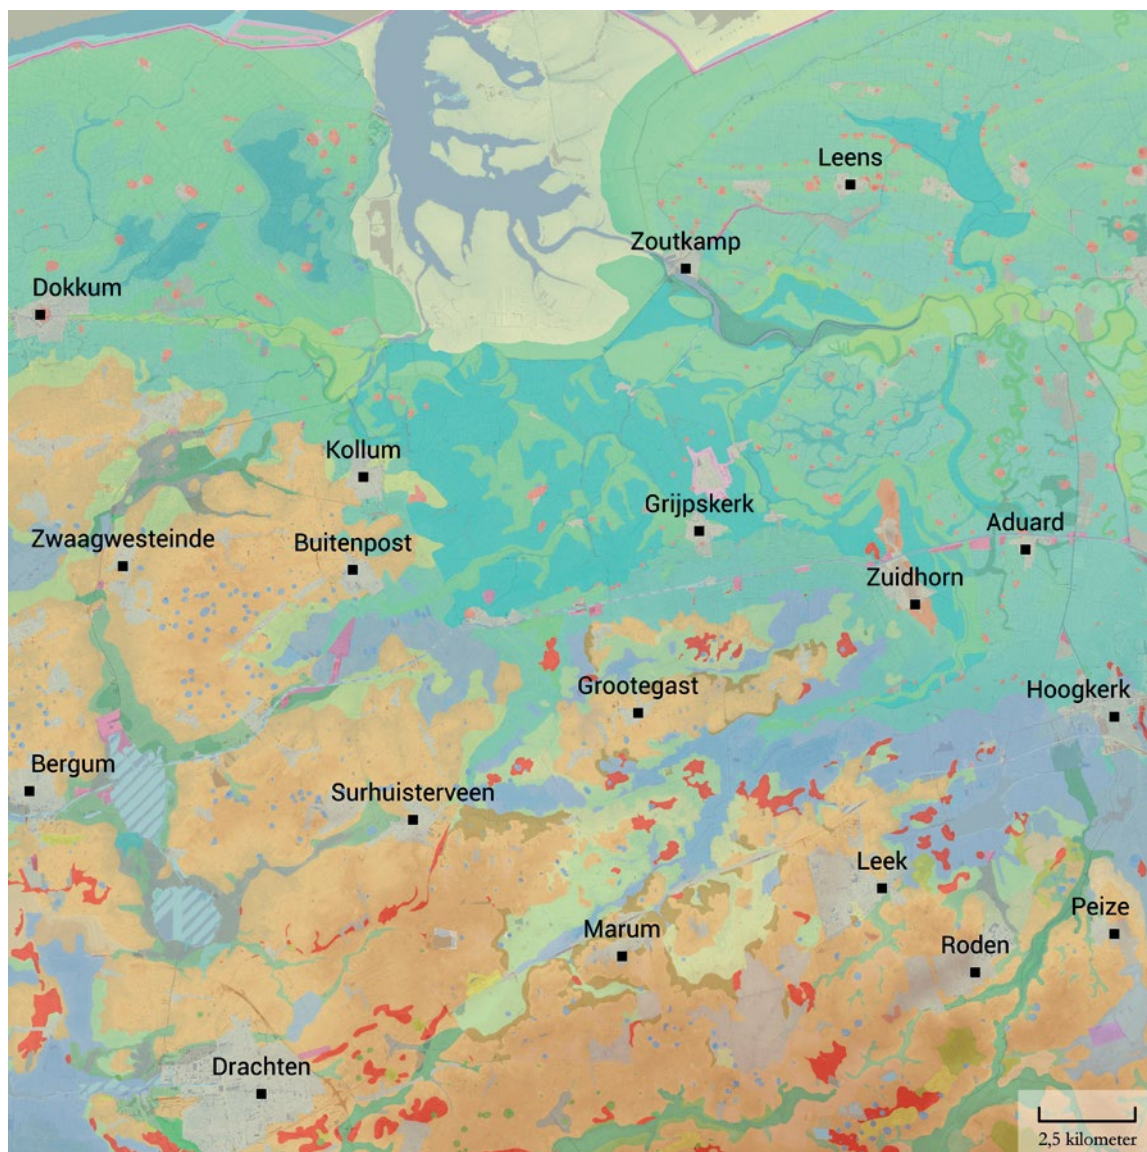 Leens
Zoutkamp
Dokkum
Kollum
Grijpskerk
Aduard
Zwaagwesteinde
Buitenpost
Zuidhorn
Grootegast
Hoogkerk
Bergum
Surhuisterveen
Leek
Peize
Marum
Roden
Drachten
2,5 kilometer